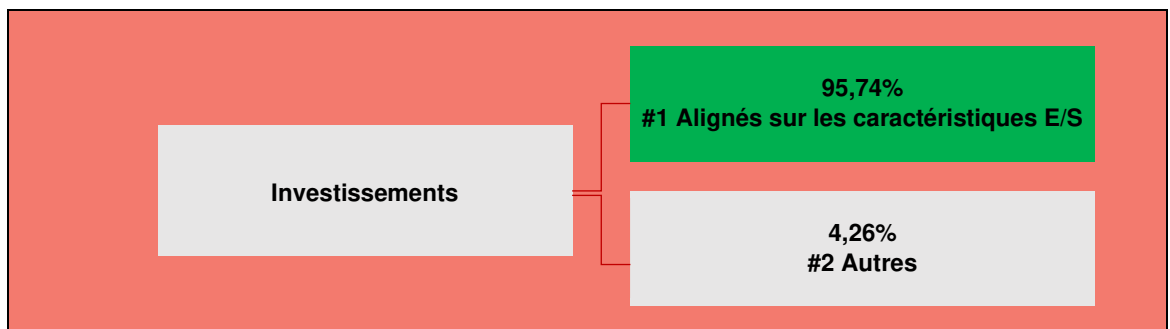 Investissements
95,74%
#1 Alignés sur les caractéristiques E/S
4,26%
#2 Autres